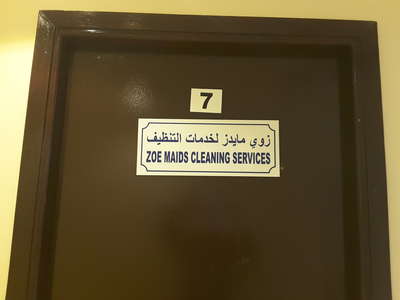 7
زوي مايدز لخدمات التنظيف
ZOE MAIDS CLEANING SERVICES